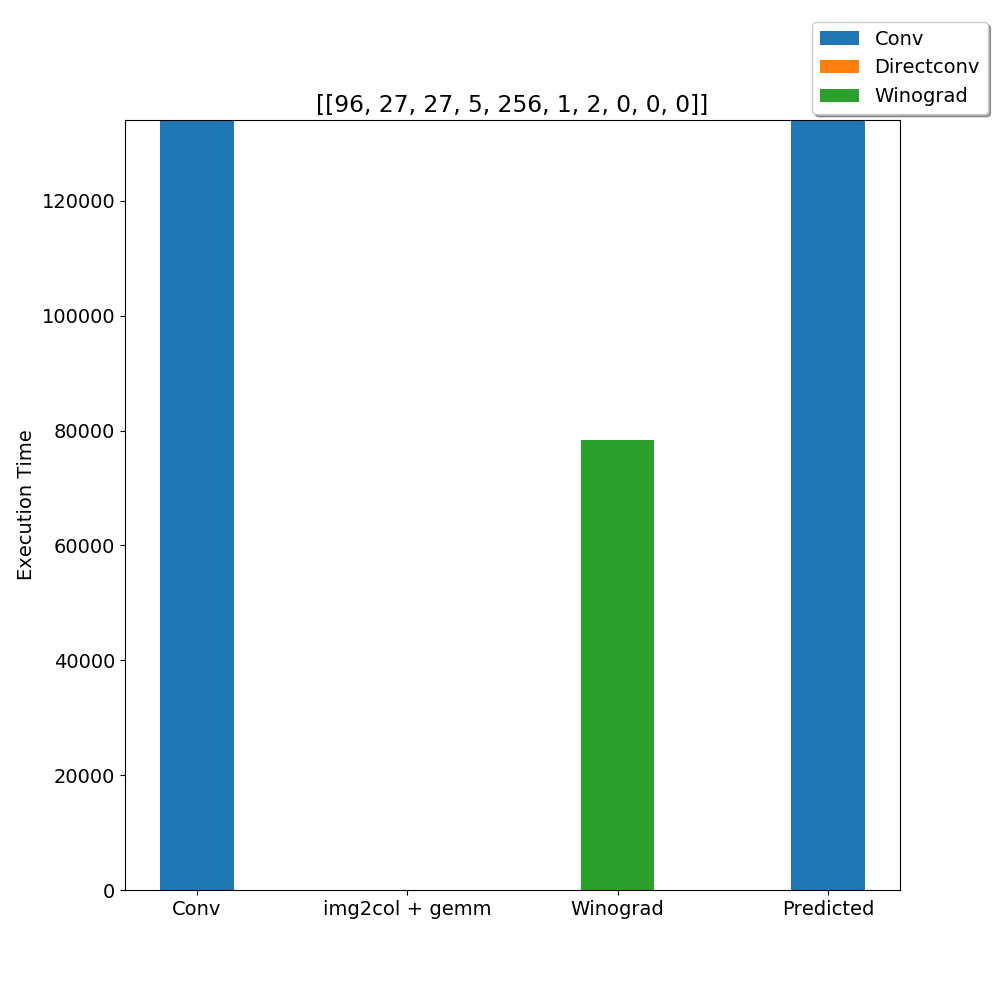 Conv
Directconv
Winograd
[[96, 27, 27, 5, 256, 1, 2, 0, 0, 0]]
120000
100000
80000
60000
40000
20000
0
Execution Time
Conv
img2col + gemm
Winograd
Predicted